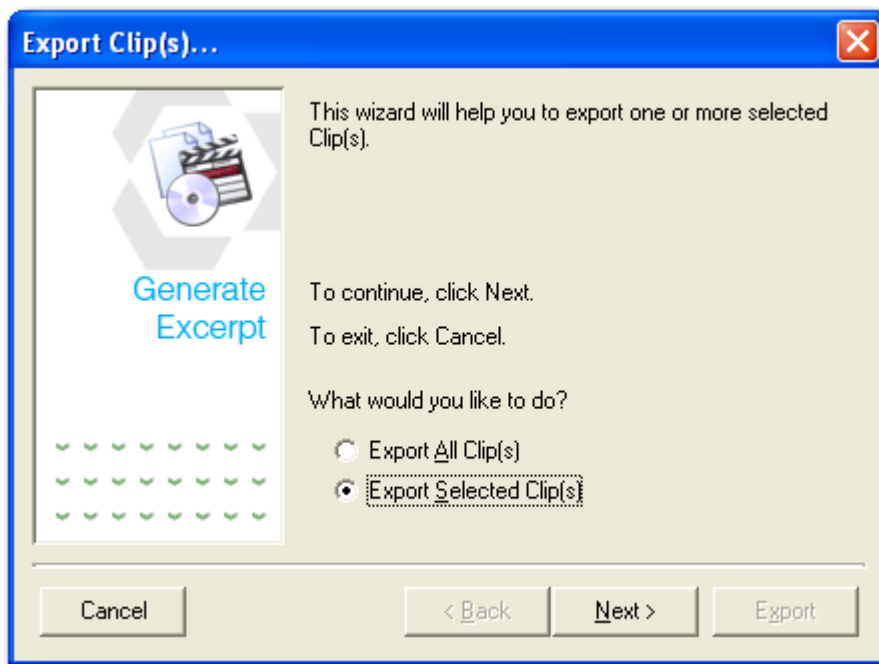 Export Clip(s)...
This wizard will help you to export one or more selected
Clip(s).
Generate
Excerpt
To continue, click Next.
To exit, click Cancel.
What would you like to do?
Export All Clip(s)
Export Selected Clip(s)
Cancel
< Back
Next >
Export